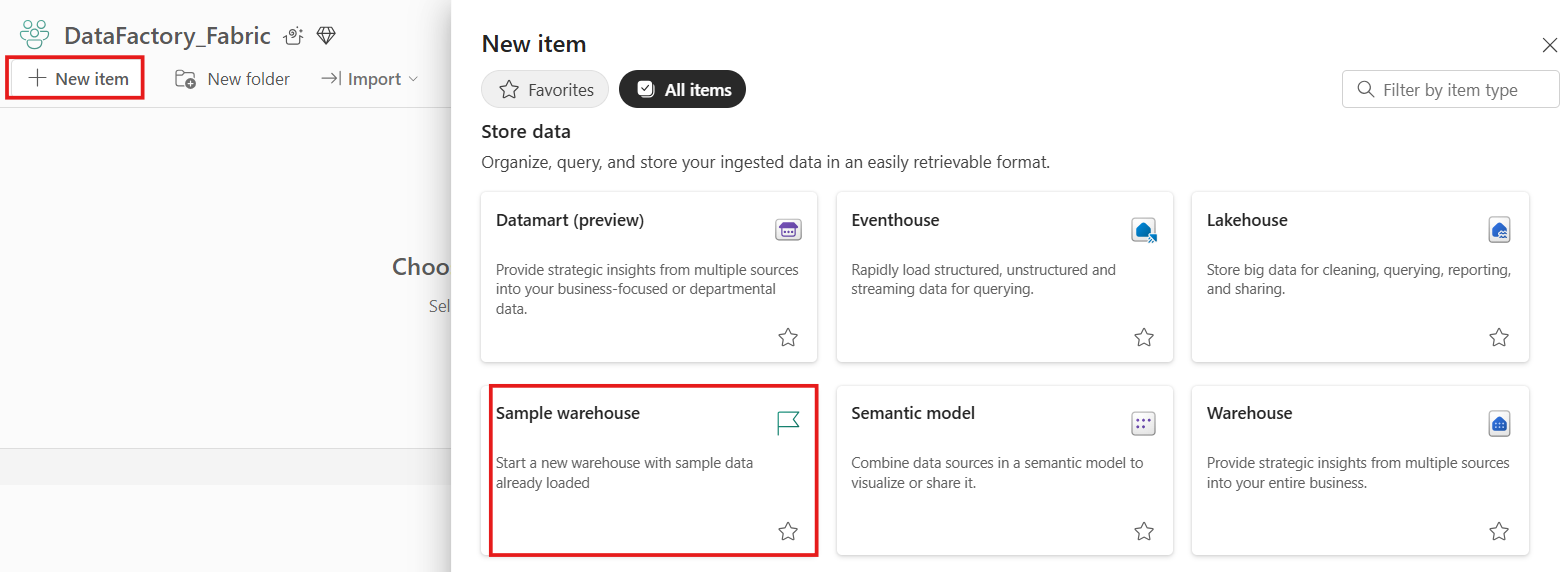 DataFactory_Fabric
New item
New folder
Import
Choo
Sel
New item
Favorites
All items
Filter by item type
Store data
Organize, query, and store your ingested data in an easily retrievable format.
Datamart (preview)
Provide strategic insights from multiple sources
into your business-focused or departmental
data.
Eventhouse
Rapidly load structured, unstructured and
streaming data for querying.
Lakehouse
Store big data for cleaning, querying, reporting,
and sharing.
Sample warehouse
Start a new warehouse with sample data
already loaded
Semantic model
Combine data sources in a semantic model to
visualize or share it.
Warehouse
Provide strategic insights from multiple sources
into your entire business.